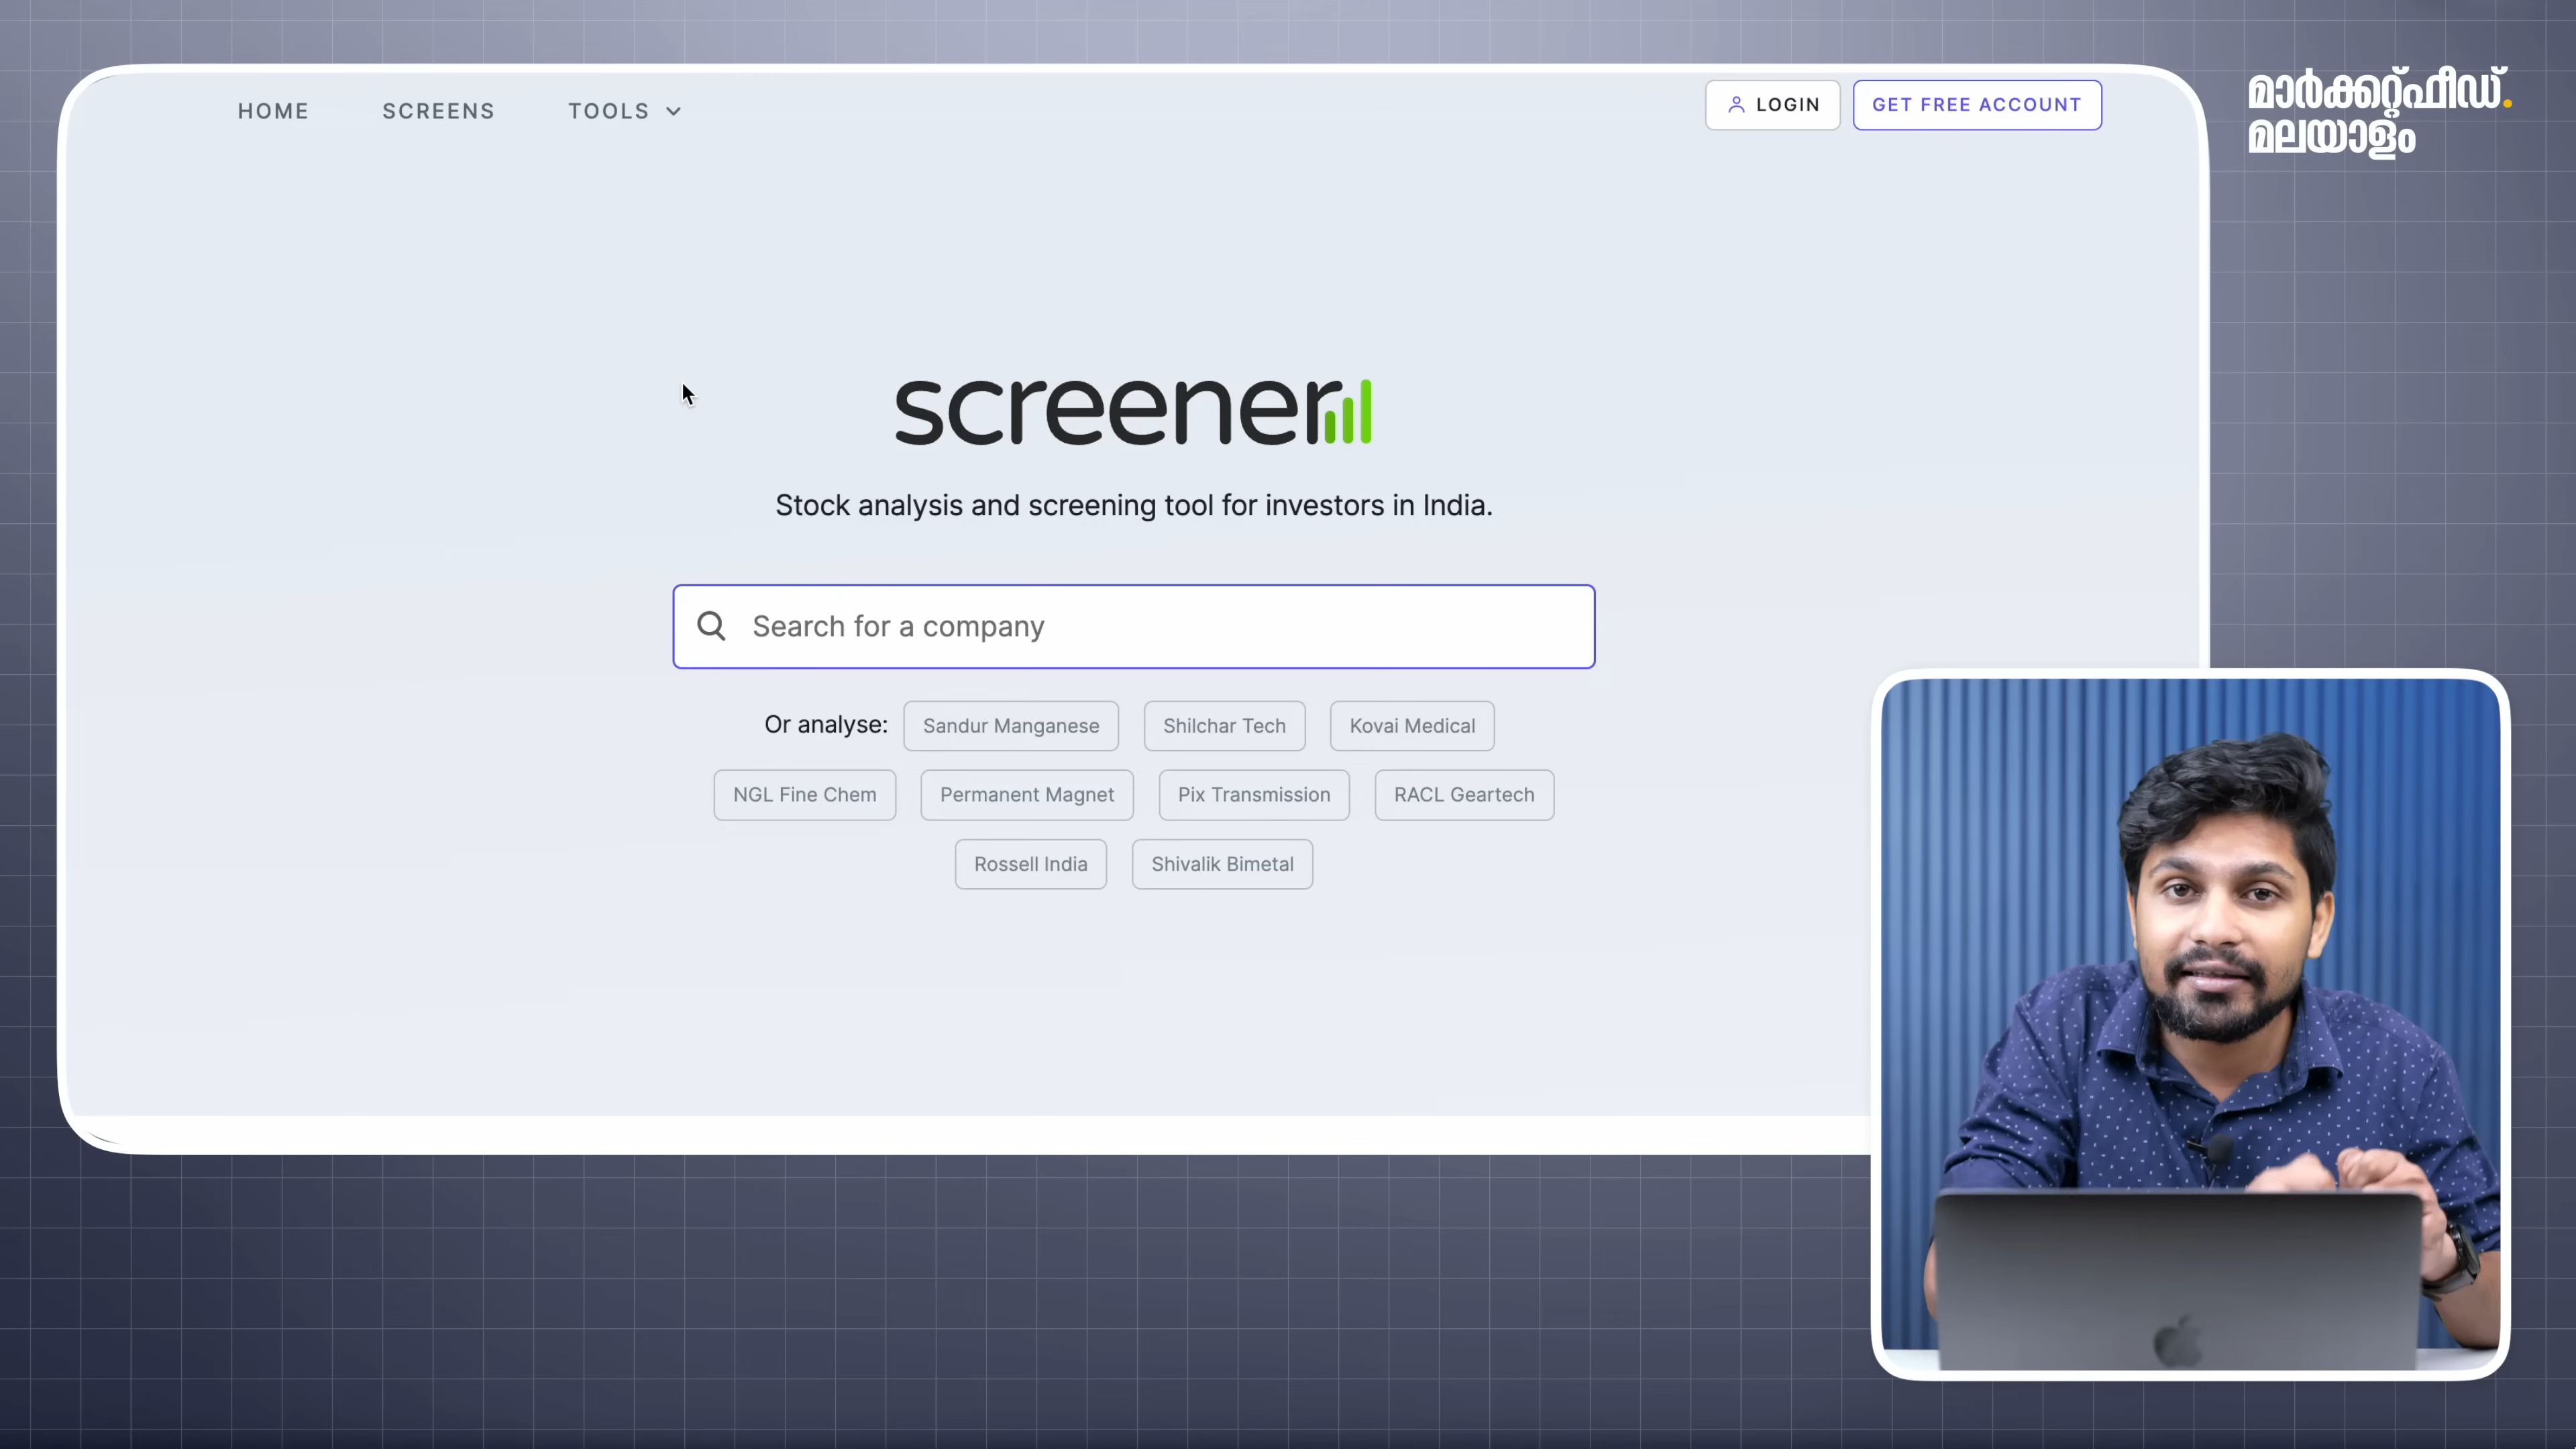 HOME SCREENS TOOLS
LOGIN GET FREE ACCOUNT
മാർക്കറ്റ്ഫീഡ്.
മലയാളം
screener
Stock analysis and screening tool for investors in India.
Search for a company
Or analyse: Sandur Manganese Shilchar Tech Kovai Medical
NGL Fine Chem Permanent Magnet Pix Transmission RACL Geartech
Rossell India Shivalik Bimetal